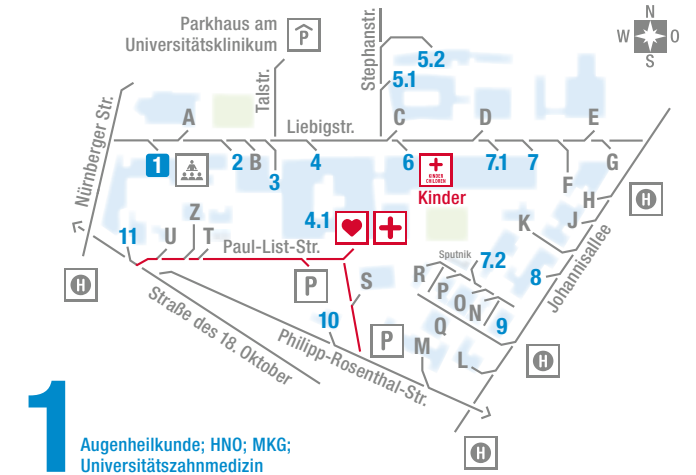 Parkhaus am
Universitätsklinikum
P
N
W
O
S
Stephanstr.
5.2
5.1
Talstr.
Nürnberger Str.
A
Liebigstr.
C
D
E
1
2
B
3
4
6
KINDER
CHILDREN
Kinder
7.1
7
F
G
H
J
K
H
4.1
Z
11
U
T
Paul-List-Str.
Sputnik
7.2
R
P
O
N
9
8
Johannisallee
H
P
S
Q
Straße des 18. Oktober
10
P
M
L
H
Philipp-Rosenthal-Str.
H
1
Augenheilkunde; HNO; MKG;
Universitätszahnmedizin